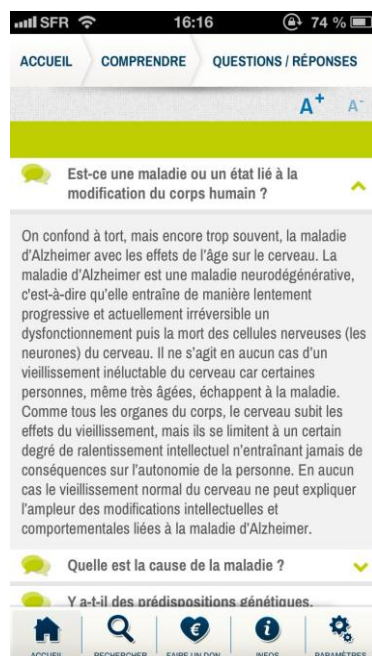 SFR 16:16 74 %
ACCUEIL COMPRENDRE QUESTIONS / RÉPONSES
A+ A-
Est-ce une maladie ou un état lié à la
modification du corps humain ?
On confond à tort, mais encore trop souvent, la maladie
d'Alzheimer avec les effets de l'âge sur le cerveau. La
maladie d'Alzheimer est une maladie neurodégénérative,
c'est-à-dire qu'elle entraîne de manière lentement
progressive et actuellement irréversible un
dysfonctionnement puis la mort des cellules nerveuses (les
neurones) du cerveau. Il ne s'agit en aucun cas d'un
vieillissement inéluctable du cerveau car certaines
personnes, même très âgées, échappent à la maladie.
Comme tous les organes du corps, le cerveau subit les
effets du vieillissement, mais ils se limitent à un certain
degré de ralentissement intellectuel n'entraînant jamais de
conséquences sur l'autonomie de la personne. En aucun
cas le vieillissement normal du cerveau ne peut expliquer
l'ampleur des modifications intellectuelles et
comportementales liées à la maladie d'Alzheimer.
Quelle est la cause de la maladie ?
Y a-t-il des prédispositions génétiques,
ACCUEIL RECHERCHER FAIRE UN DON INFOS PARAMÈTRES